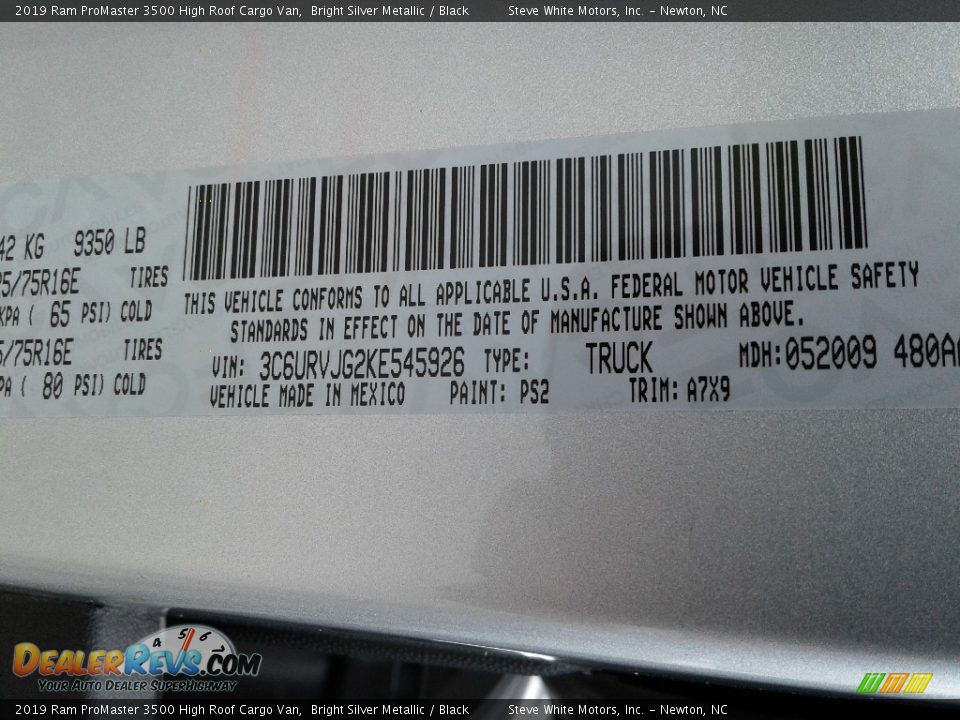 2019 Ram ProMaster 3500 High Roof Cargo Van, Bright Silver Metallic / Black Steve White Motors, Inc. – Newton, NC
42 KG 9350 LB
5/75R16E TIRES
KPA ( 65 PSI) COLD
5/75R16E TIRES
PA ( 80 PSI) COLD
THIS VEHICLE CONFORMS TO ALL APPLICABLE U.S.A. FEDERAL MOTOR VEHICLE SAFETY
STANDARDS IN EFFECT ON THE DATE OF MANUFACTURE SHOWN ABOVE.
VIN: 3C6URVJG2KE545926 TYPE: TRUCK MDH:052009 480A
VEHICLE MADE IN MEXICO PAINT: PS2 TRIM: A7X9
4 5 6
DealerRevs.com
Your Auto Dealer SuperHighway
2019 Ram ProMaster 3500 High Roof Cargo Van, Bright Silver Metallic / Black Steve White Motors, Inc. – Newton, NC